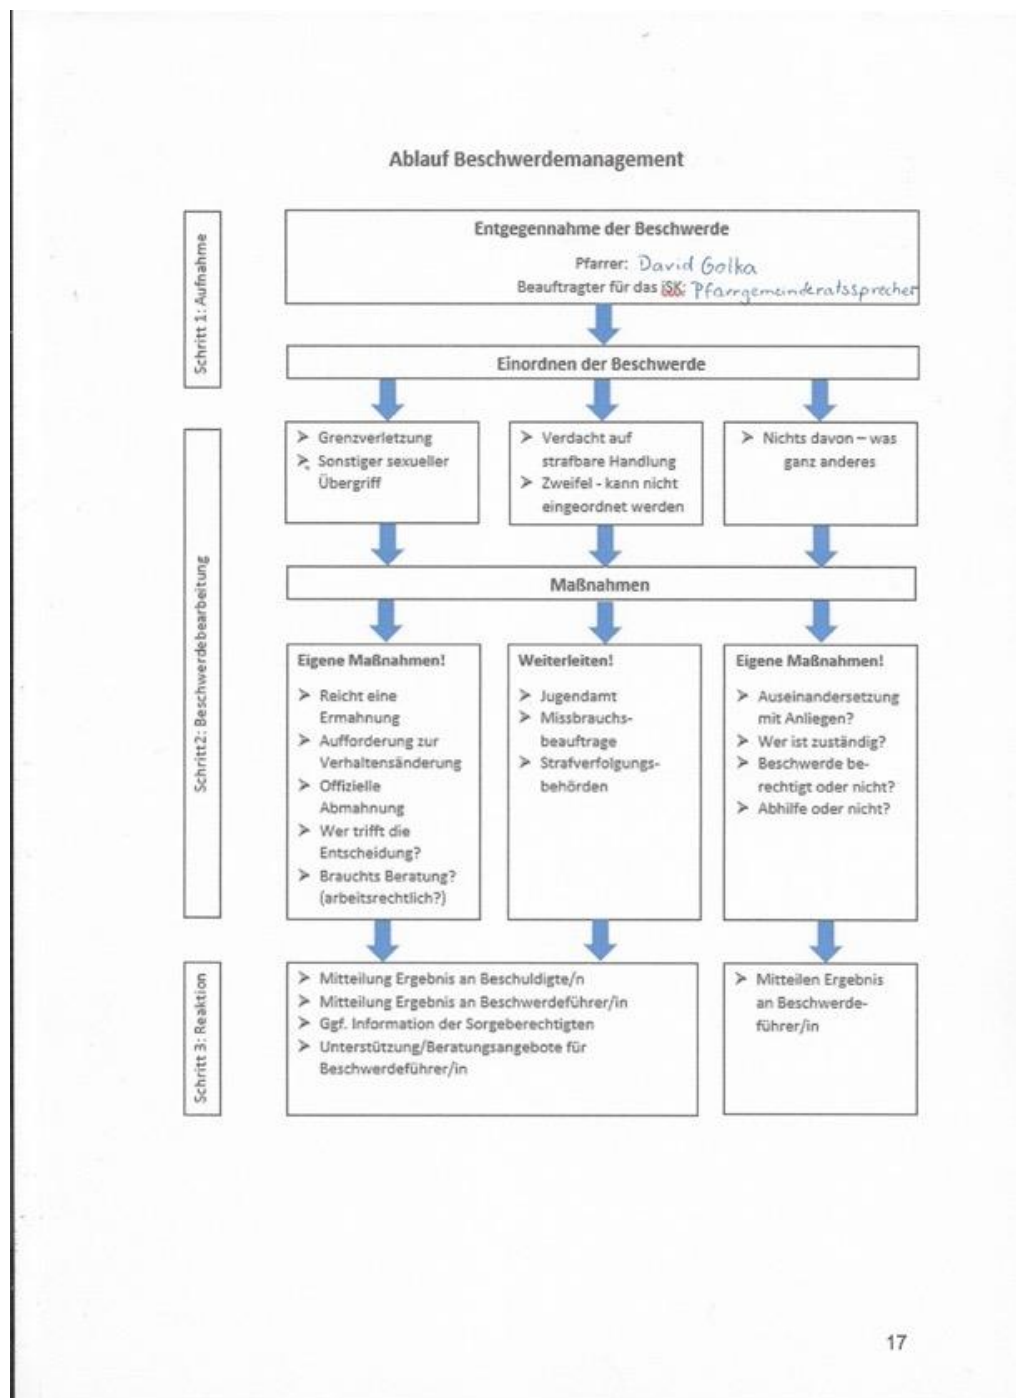 Ablauf Beschwerdemanagement
Schritt 1: Aufnahme
Entgegennahme der Beschwerde
Pfarrer: David Golka
Beauftragter für das iSK: Pfarrgemeinderatssprecher
Einordnen der Beschwerde
Schritt2: Beschwerdebearbeitung
➢ Grenzverletzung
➢ Sonstiger sexueller
Übergriff
➢ Verdacht auf
strafbare Handlung
➢ Zweifel - kann nicht
eingeordnet werden
➢ Nichts davon – was
ganz anderes
Maßnahmen
Eigene Maßnahmen!
➢ Reicht eine
Ermahnung
➢ Aufforderung zur
Verhaltensänderung
➢ Offizielle
Abmahnung
➢ Wer trifft die
Entscheidung?
➢ Brauchts Beratung?
(arbeitsrechtlich?)
Weiterleiten!
➢ Jugendamt
➢ Missbrauchs-
beauftrage
➢ Strafverfolgungs-
behörden
Eigene Maßnahmen!
➢ Auseinandersetzung
mit Anliegen?
➢ Wer ist zuständig?
➢ Beschwerde be-
rechtigt oder nicht?
➢ Abhilfe oder nicht?
Schritt 3: Reaktion
➢ Mitteilung Ergebnis an Beschuldigte/n
➢ Mitteilung Ergebnis an Beschwerdeführer/in
➢ Ggf. Information der Sorgeberechtigten
➢ Unterstützung/Beratungsangebote für
Beschwerdeführer/in
➢ Mitteilen Ergebnis
an Beschwerde-
führer/in
17